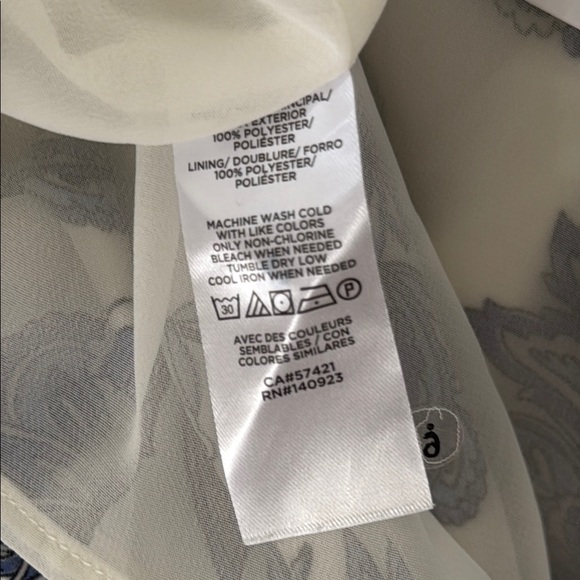 EXTERIOR
100% POLYESTER/
POLIÉSTER
LINING/ DOUBLURE/ FORRO
100% POLYESTER/
POLIÉSTER
MACHINE WASH COLD
WITH LIKE COLORS
ONLY NON-CHLORINE
BLEACH WHEN NEEDED
TUMBLE DRY LOW
COOL IRON WHEN NEEDED
30 P
AVEC DES COULEURS
SEMBLABLES / CON
COLORES SIMILARES
CA#57421
RN#140923